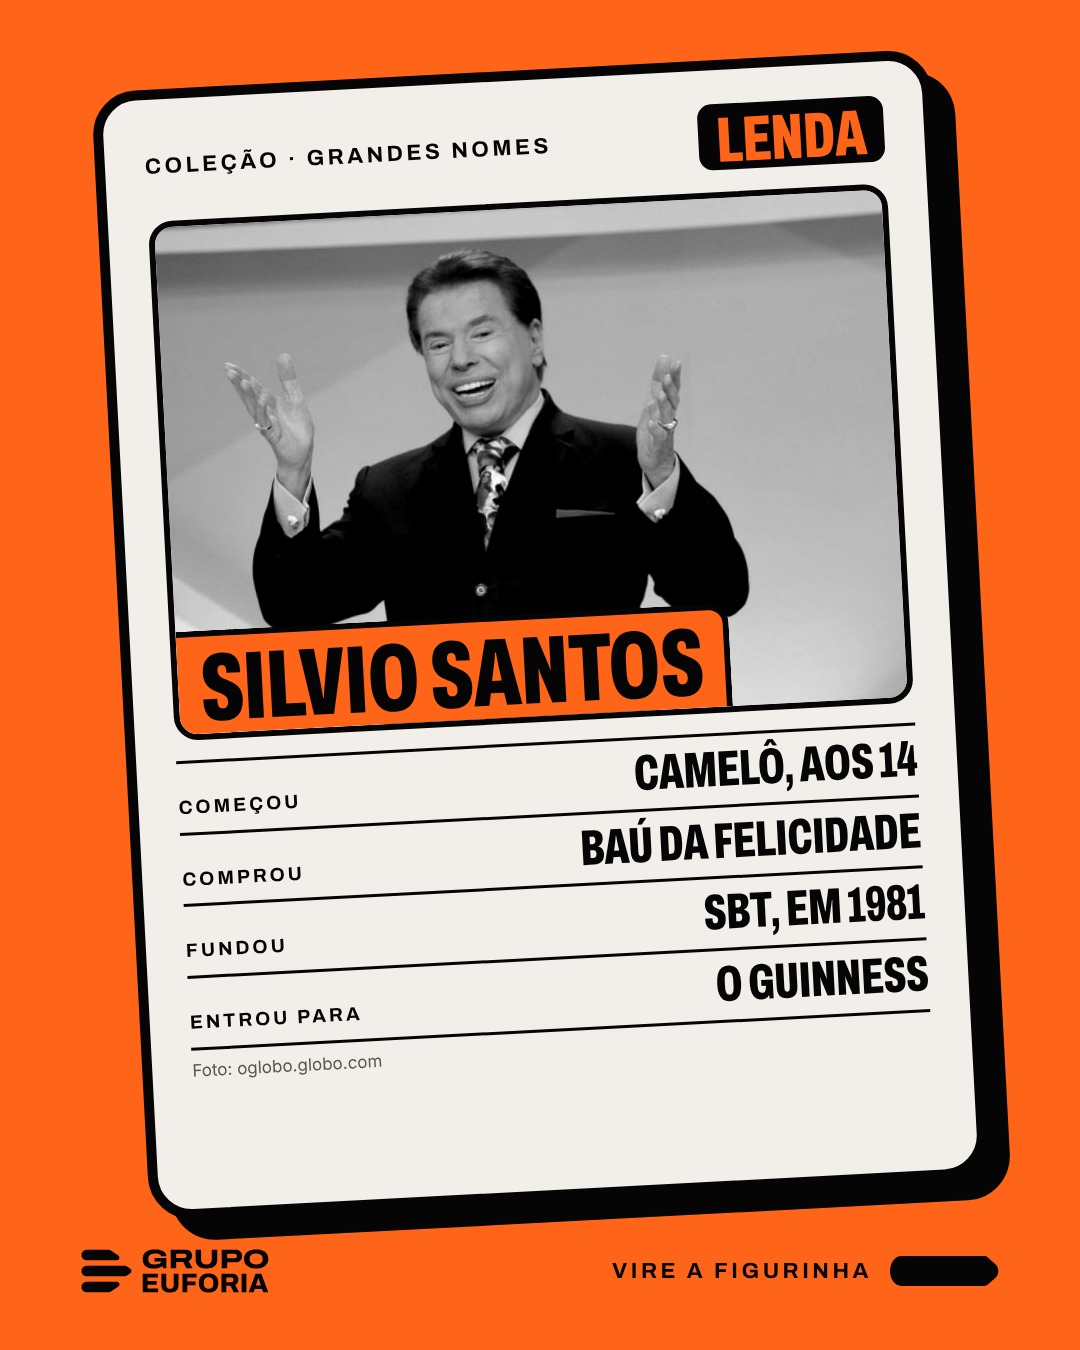 COLEÇÃO · GRANDES NOMES
LENDA
SILVIO SANTOS
COMEÇOU CAMELÔ, AOS 14
COMPROU BAÚ DA FELICIDADE
FUNDOU SBT, EM 1981
ENTROU PARA O GUINNESS
Foto: oglobo.globo.com
GRUPO
EUFORIA
VIRE A FIGURINHA